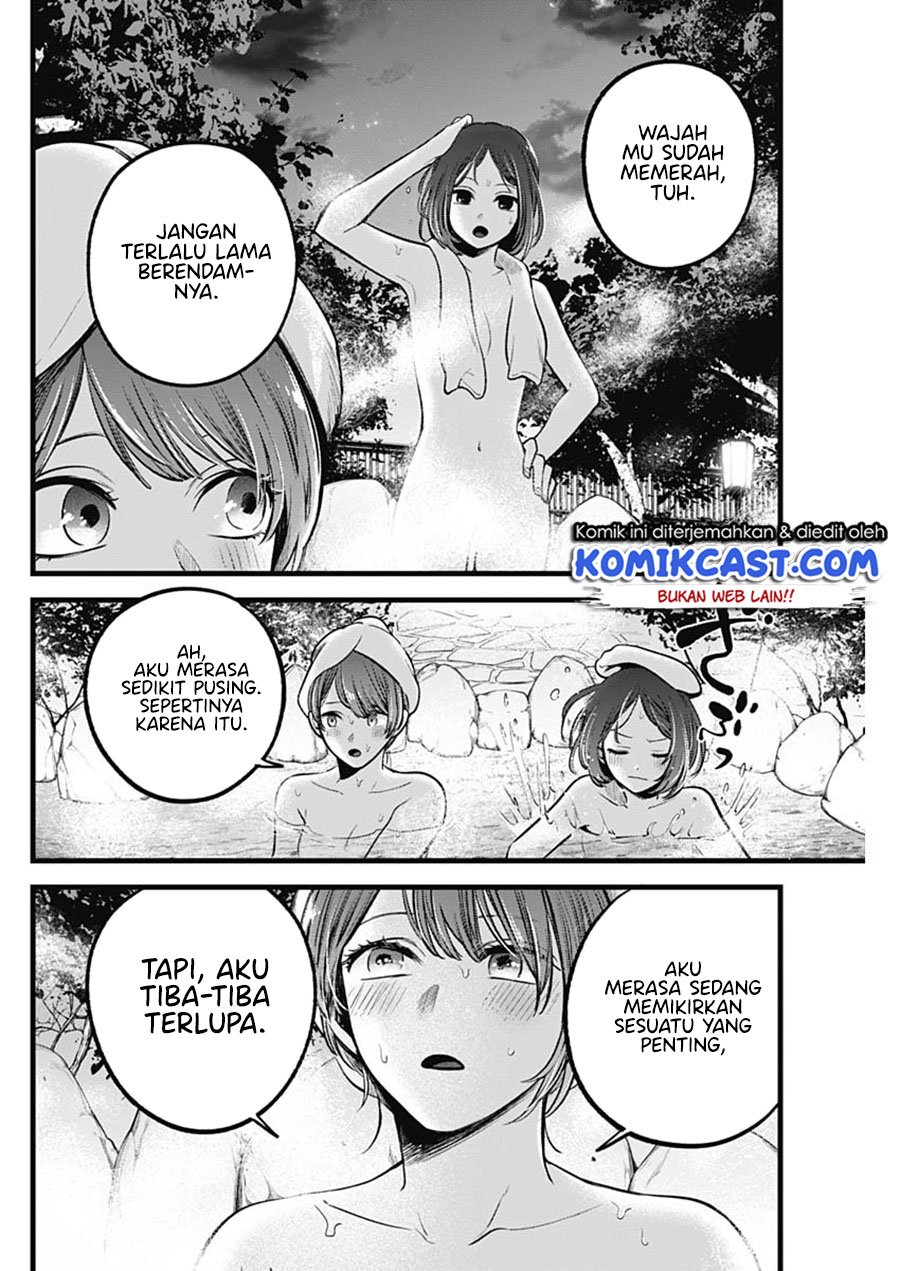 WAJAH
MU SUDAH
MEMERAH,
TUH.
JANGAN
TERLALU LAMA
BERENDAM-
NYA.
Komik ini diterjemahkan & diedit oleh
KOMIKCAST.COM
BUKAN WEB LAIN!!
AH,
AKU MERASA
SEDIKIT PUSING.
SEPERTINYA
KARENA ITU.
AKU
MERASA SEDANG
MEMIKIRKAN
SESUATU YANG
PENTING,
TAPI, AKU
TIBA-TIBA
TERLUPA.